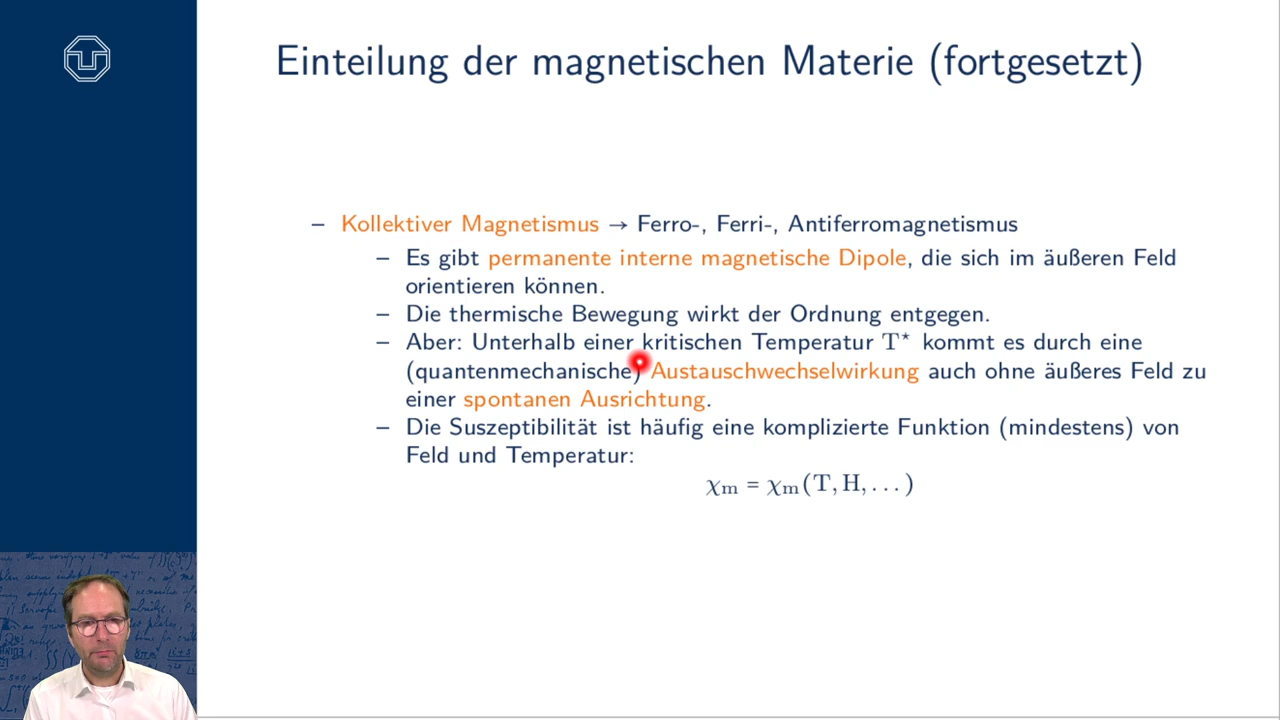 Einteilung der magnetischen Materie (fortgesetzt)
– Kollektiver Magnetismus → Ferro-, Ferri-, Antiferromagnetismus
– Es gibt permanente interne magnetische Dipole, die sich im äußeren Feld
orientieren können.
– Die thermische Bewegung wirkt der Ordnung entgegen.
– Aber: Unterhalb einer kritischen Temperatur T⋆ kommt es durch eine
(quantenmechanische) Austauschwechselwirkung auch ohne äußeres Feld zu
einer spontanen Ausrichtung.
– Die Suszeptibilität ist häufig eine komplizierte Funktion (mindestens) von
Feld und Temperatur:
χm = χm(T, H, . . . )